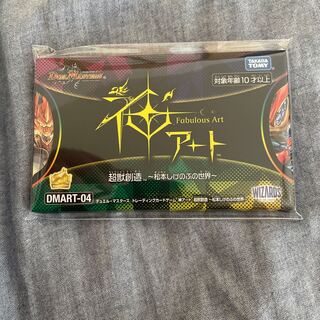 DUEL MASTERS
TAKARA TOMY
対象年齢10才以上
神アート
Fabulous Art
超獣創造 ～松本しげのぶの世界～
DMART-04
デュエル・マスターズ トレーディングカードゲーム 神アート 超獣創造 ～松本しげのぶの世界～
WIZARDS